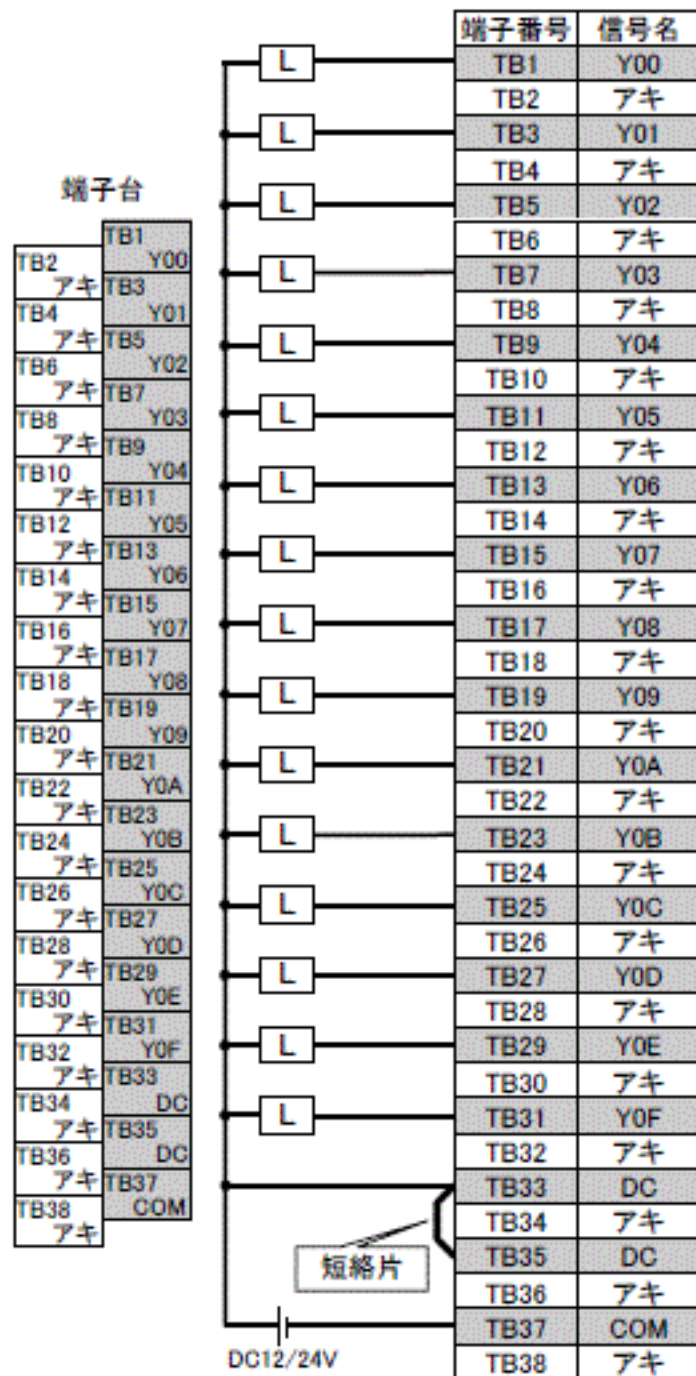 端子台
TB1
Y00
TB2
アキ
TB3
Y01
TB4
アキ
TB5
Y02
TB6
アキ
TB7
Y03
TB8
アキ
TB9
Y04
TB10
アキ
TB11
Y05
TB12
アキ
TB13
Y06
TB14
アキ
TB15
Y07
TB16
アキ
TB17
Y08
TB18
アキ
TB19
Y09
TB20
アキ
TB21
Y0A
TB22
アキ
TB23
Y0B
TB24
アキ
TB25
Y0C
TB26
アキ
TB27
Y0D
TB28
アキ
TB29
Y0E
TB30
アキ
TB31
Y0F
TB32
アキ
TB33
DC
TB34
アキ
TB35
DC
TB36
アキ
TB37
COM
TB38
アキ
端子番号 信号名
L TB1 Y00
TB2 アキ
L TB3 Y01
TB4 アキ
L TB5 Y02
TB6 アキ
L TB7 Y03
TB8 アキ
L TB9 Y04
TB10 アキ
L TB11 Y05
TB12 アキ
L TB13 Y06
TB14 アキ
L TB15 Y07
TB16 アキ
L TB17 Y08
TB18 アキ
L TB19 Y09
TB20 アキ
L TB21 Y0A
TB22 アキ
L TB23 Y0B
TB24 アキ
L TB25 Y0C
TB26 アキ
L TB27 Y0D
TB28 アキ
L TB29 Y0E
TB30 アキ
L TB31 Y0F
TB32 アキ
TB33 DC
TB34 アキ
短絡片
TB35 DC
TB36 アキ
TB37 COM
DC12/24V
TB38 アキ